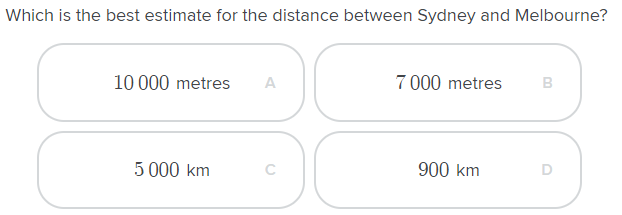 Which is the best estimate for the distance between Sydney and Melbourne?
10 000 metres A
7 000 metres B
5 000 km C
900 km D